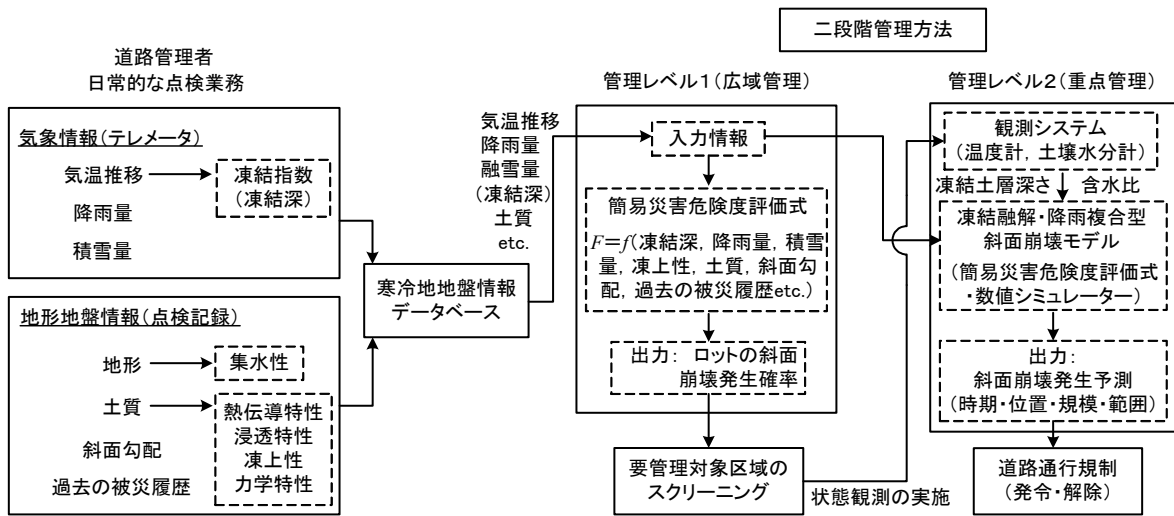 二段階管理方法
道路管理者
日常的な点検業務
気象情報(テレメータ)
気温推移
凍結指数
(凍結深)
降雨量
積雪量
地形地盤情報(点検記録)
地形
集水性
土質
熱伝導特性
浸透特性
凍上性
力学特性
斜面勾配
過去の被災履歴
寒冷地地盤情報
データベース
気温推移
降雨量
融雪量
(凍結深)
土質
etc.
管理レベル1(広域管理)
入力情報
簡易災害危険度評価式
F=f(凍結深, 降雨量, 積雪
量, 凍上性, 土質, 斜面勾
配, 過去の被災履歴etc.)
出力: ロットの斜面
崩壊発生確率
要管理対象区域の
スクリーニング
状態観測の実施
管理レベル2(重点管理)
観測システム
(温度計, 土壌水分計)
凍結土層深さ 含水比
凍結融解・降雨複合型
斜面崩壊モデル
(簡易災害危険度評価式
・数値シミュレーター)
出力:
斜面崩壊発生予測
(時期・位置・規模・範囲)
道路通行規制
(発令・解除)